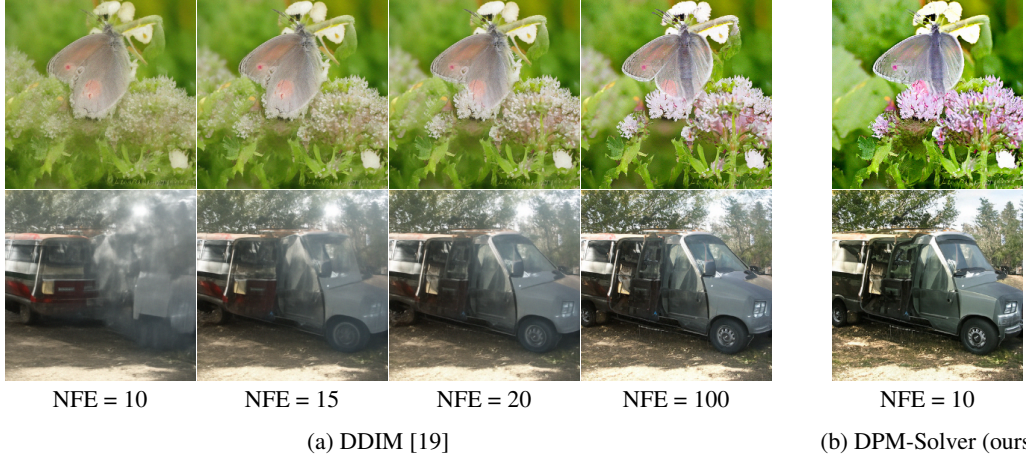 NFE = 10
NFE = 15
NFE = 20
NFE = 100
NFE = 10
(a) DDIM [19]
(b) DPM-Solver (ours